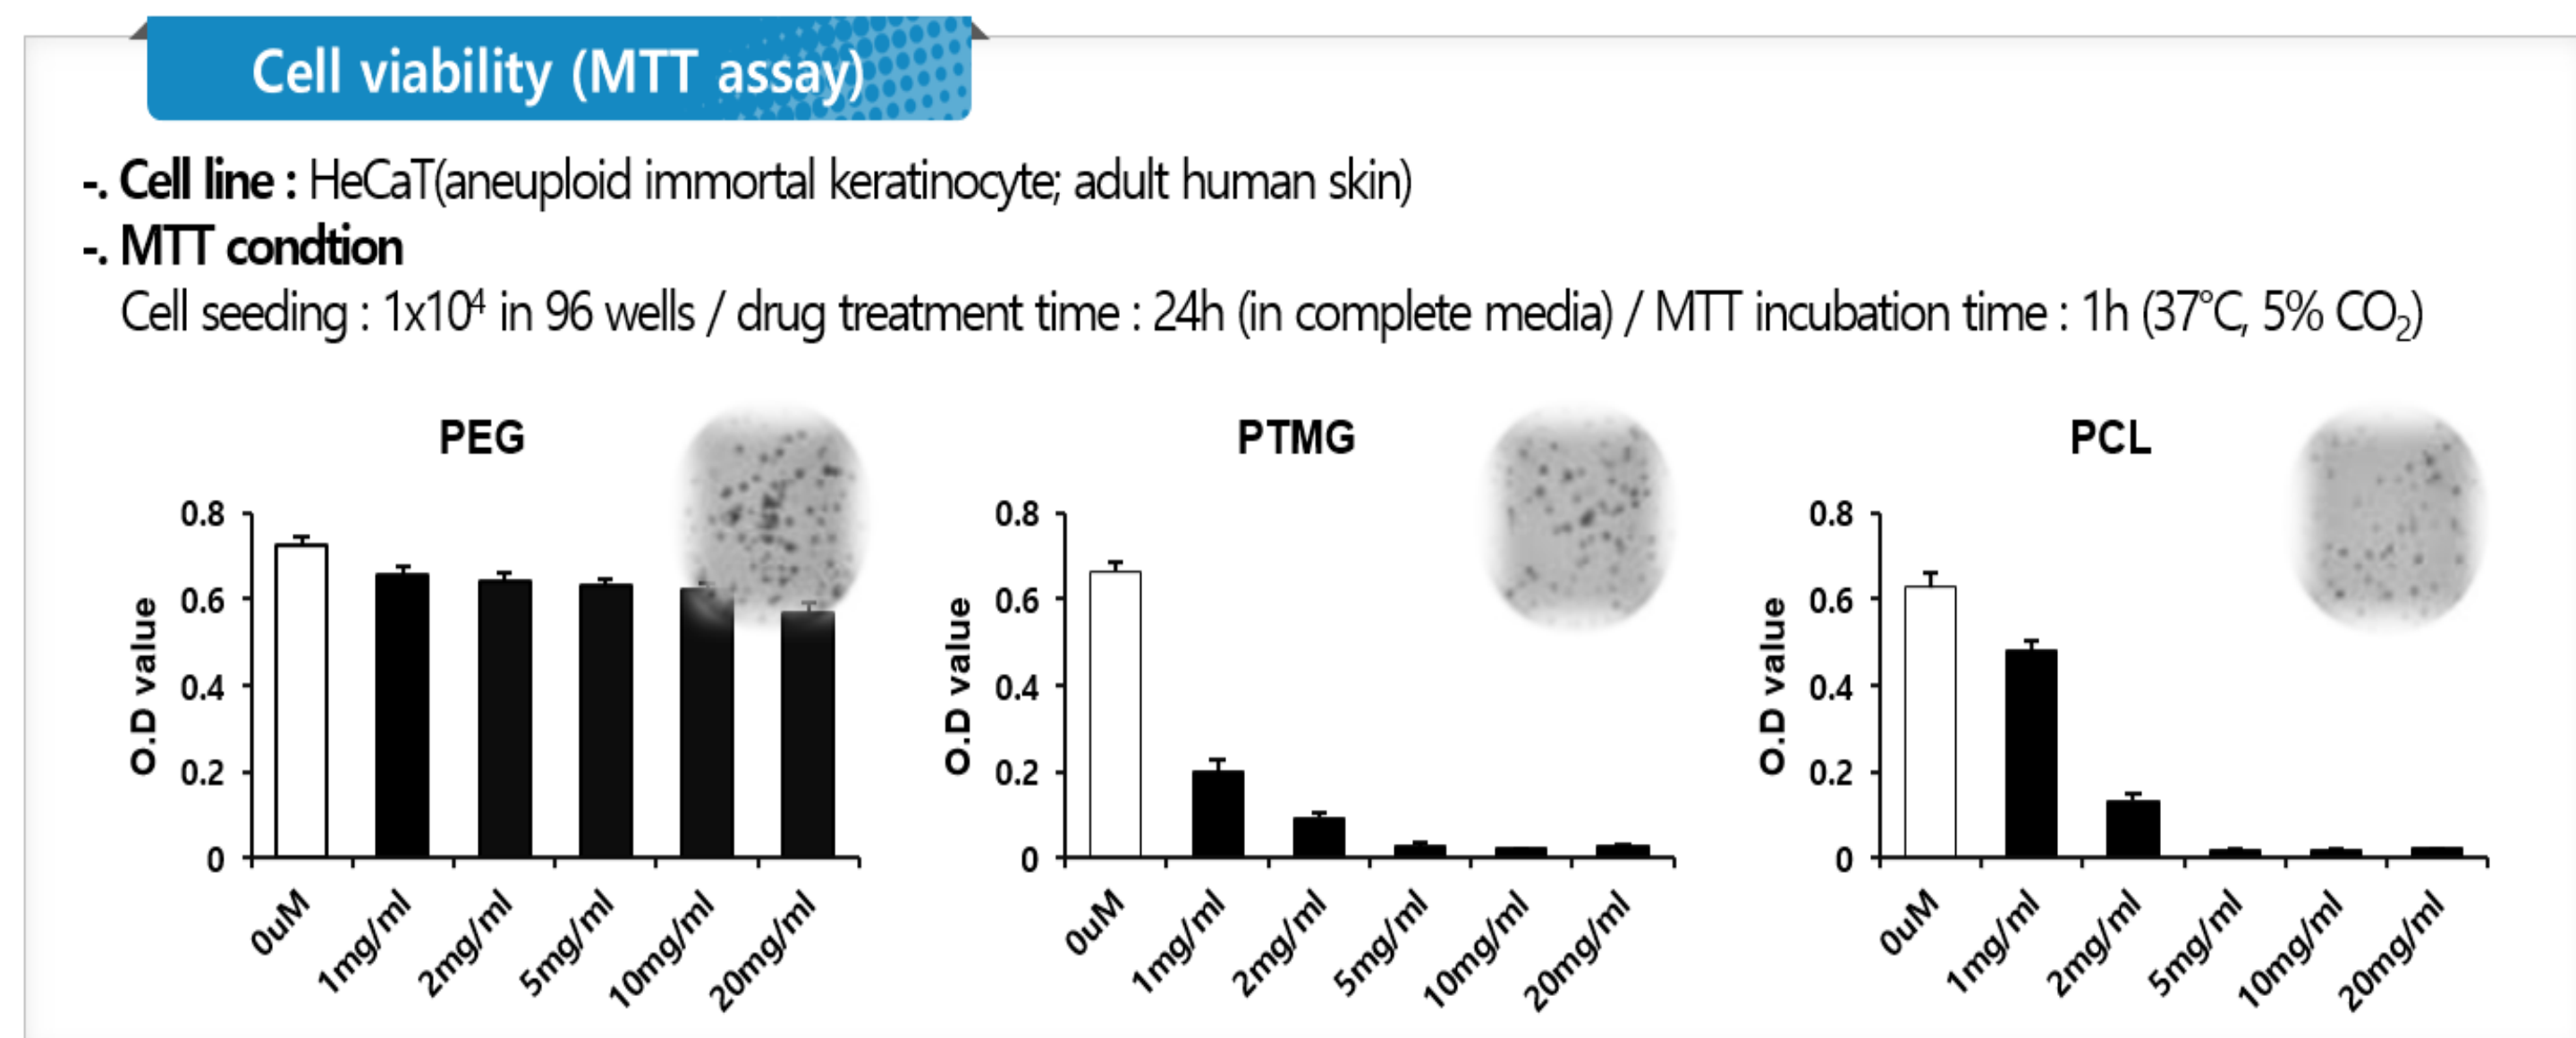 Cell viability (MTT assay)
-. Cell line : HeCaT(aneuploid immortal keratinocyte; adult human skin)
-. MTT condtion
Cell seeding : 1x10⁴ in 96 wells / drug treatment time : 24h (in complete media) / MTT incubation time : 1h (37°C, 5% CO₂)
PEG
0.8
0.6
0.4
0.2
0
O.D value
0uM
1mg/ml
2mg/ml
5mg/ml
10mg/ml
20mg/ml
PTMG
0.8
0.6
0.4
0.2
0
O.D value
0uM
1mg/ml
2mg/ml
5mg/ml
10mg/ml
20mg/ml
PCL
0.8
0.6
0.4
0.2
0
O.D value
0uM
1mg/ml
2mg/ml
5mg/ml
10mg/ml
20mg/ml